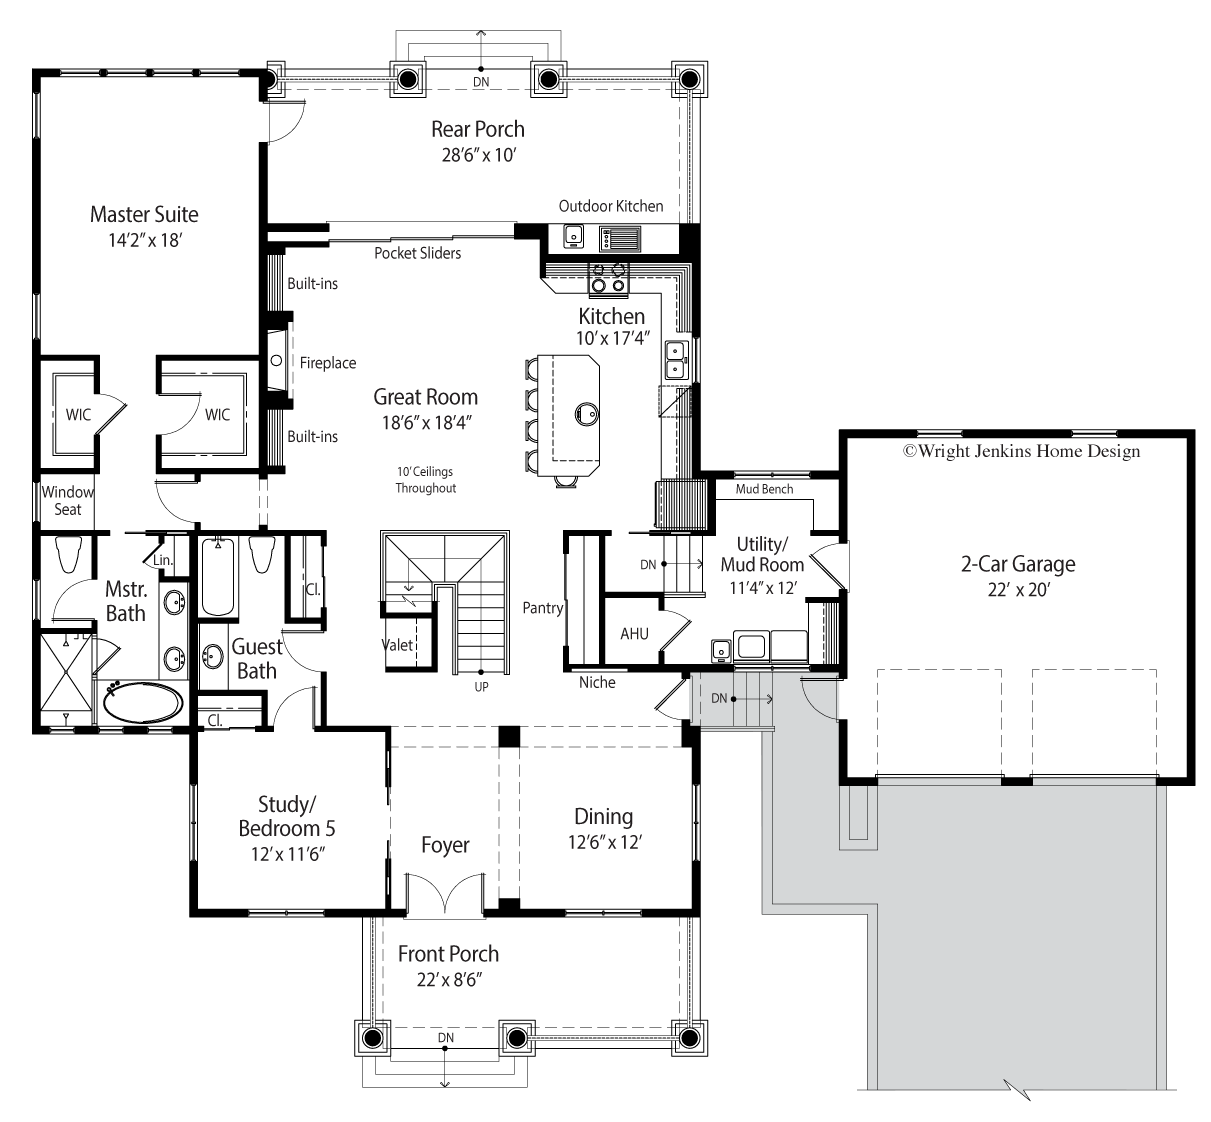 DN
Rear Porch
28'6" x 10'
Outdoor Kitchen
Master Suite
14'2" x 18'
Pocket Sliders
Built-ins
Kitchen
10' x 17'4"
Fireplace
Great Room
18'6" x 18'4"
WIC
WIC
Built-ins
10' Ceilings
Throughout
©Wright Jenkins Home Design
Window
Seat
Mud Bench
Lin.
Utility/
Mud Room
11'4" x 12'
DN
2-Car Garage
22' x 20'
Mstr.
Bath
Cl.
Pantry
AHU
Guest
Bath
Valet
UP
Niche
DN
Cl.
Study/
Bedroom 5
12' x 11'6"
Foyer
Dining
12'6" x 12'
Front Porch
22' x 8'6"
DN